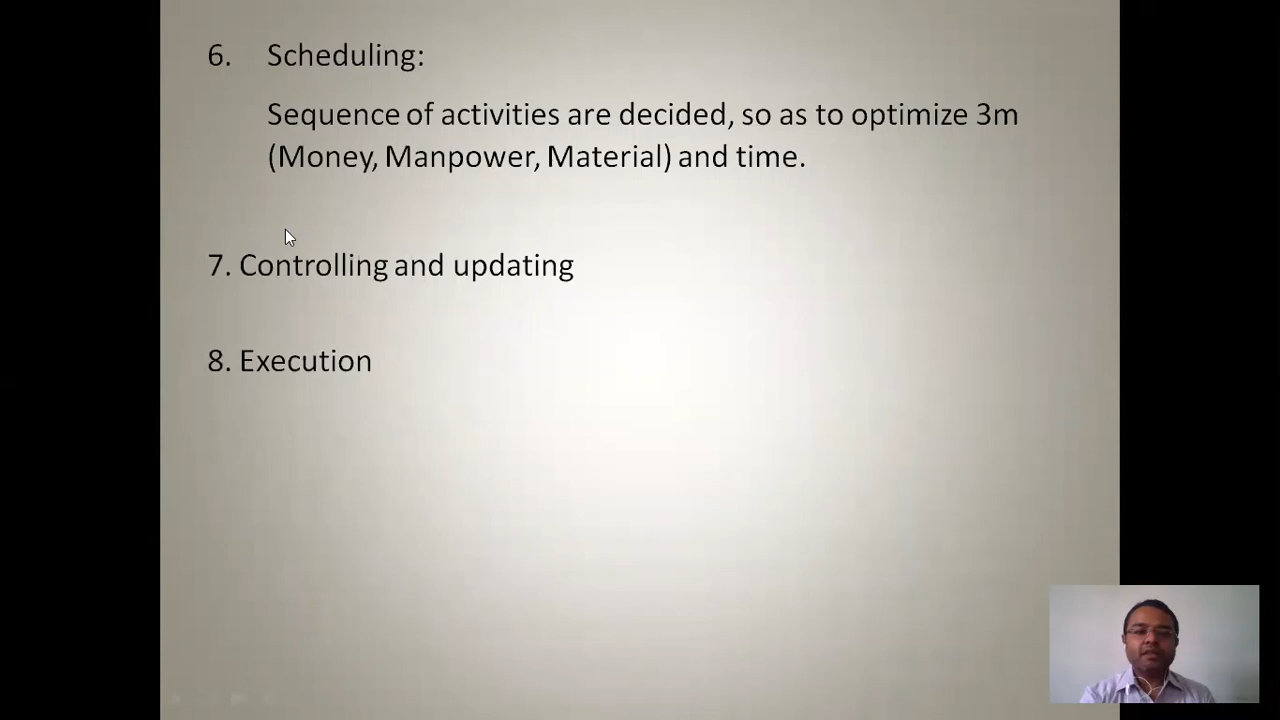 6. Scheduling:
Sequence of activities are decided, so as to optimize 3m
(Money, Manpower, Material) and time.
7. Controlling and updating
8. Execution